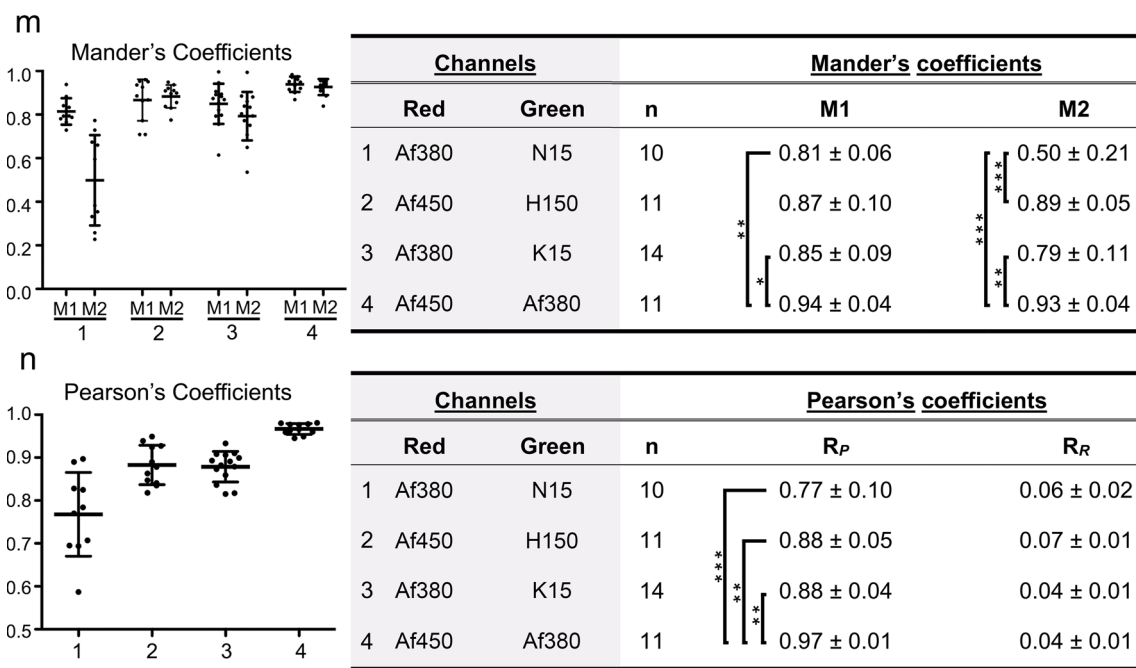 m
Mander's Coefficients
1.0
0.8
0.6
0.4
0.2
0.0
M1 M2 M1 M2 M1 M2 M1 M2
1 2 3 4
Channels Mander's coefficients
Red Green n M1 M2
1 Af380 N15 10 0.81 ± 0.06 0.50 ± 0.21
2 Af450 H150 11 0.87 ± 0.10 0.89 ± 0.05
3 Af380 K15 14 0.85 ± 0.09 0.79 ± 0.11
4 Af450 Af380 11 0.94 ± 0.04 0.93 ± 0.04
** * *** *** **
n
Pearson's Coefficients
1.0
0.9
0.8
0.7
0.6
0.5
1 2 3 4
Channels Pearson's coefficients
Red Green n RP RR
1 Af380 N15 10 0.77 ± 0.10 0.06 ± 0.02
2 Af450 H150 11 0.88 ± 0.05 0.07 ± 0.01
3 Af380 K15 14 0.88 ± 0.04 0.04 ± 0.01
4 Af450 Af380 11 0.97 ± 0.01 0.04 ± 0.01
*** ** **